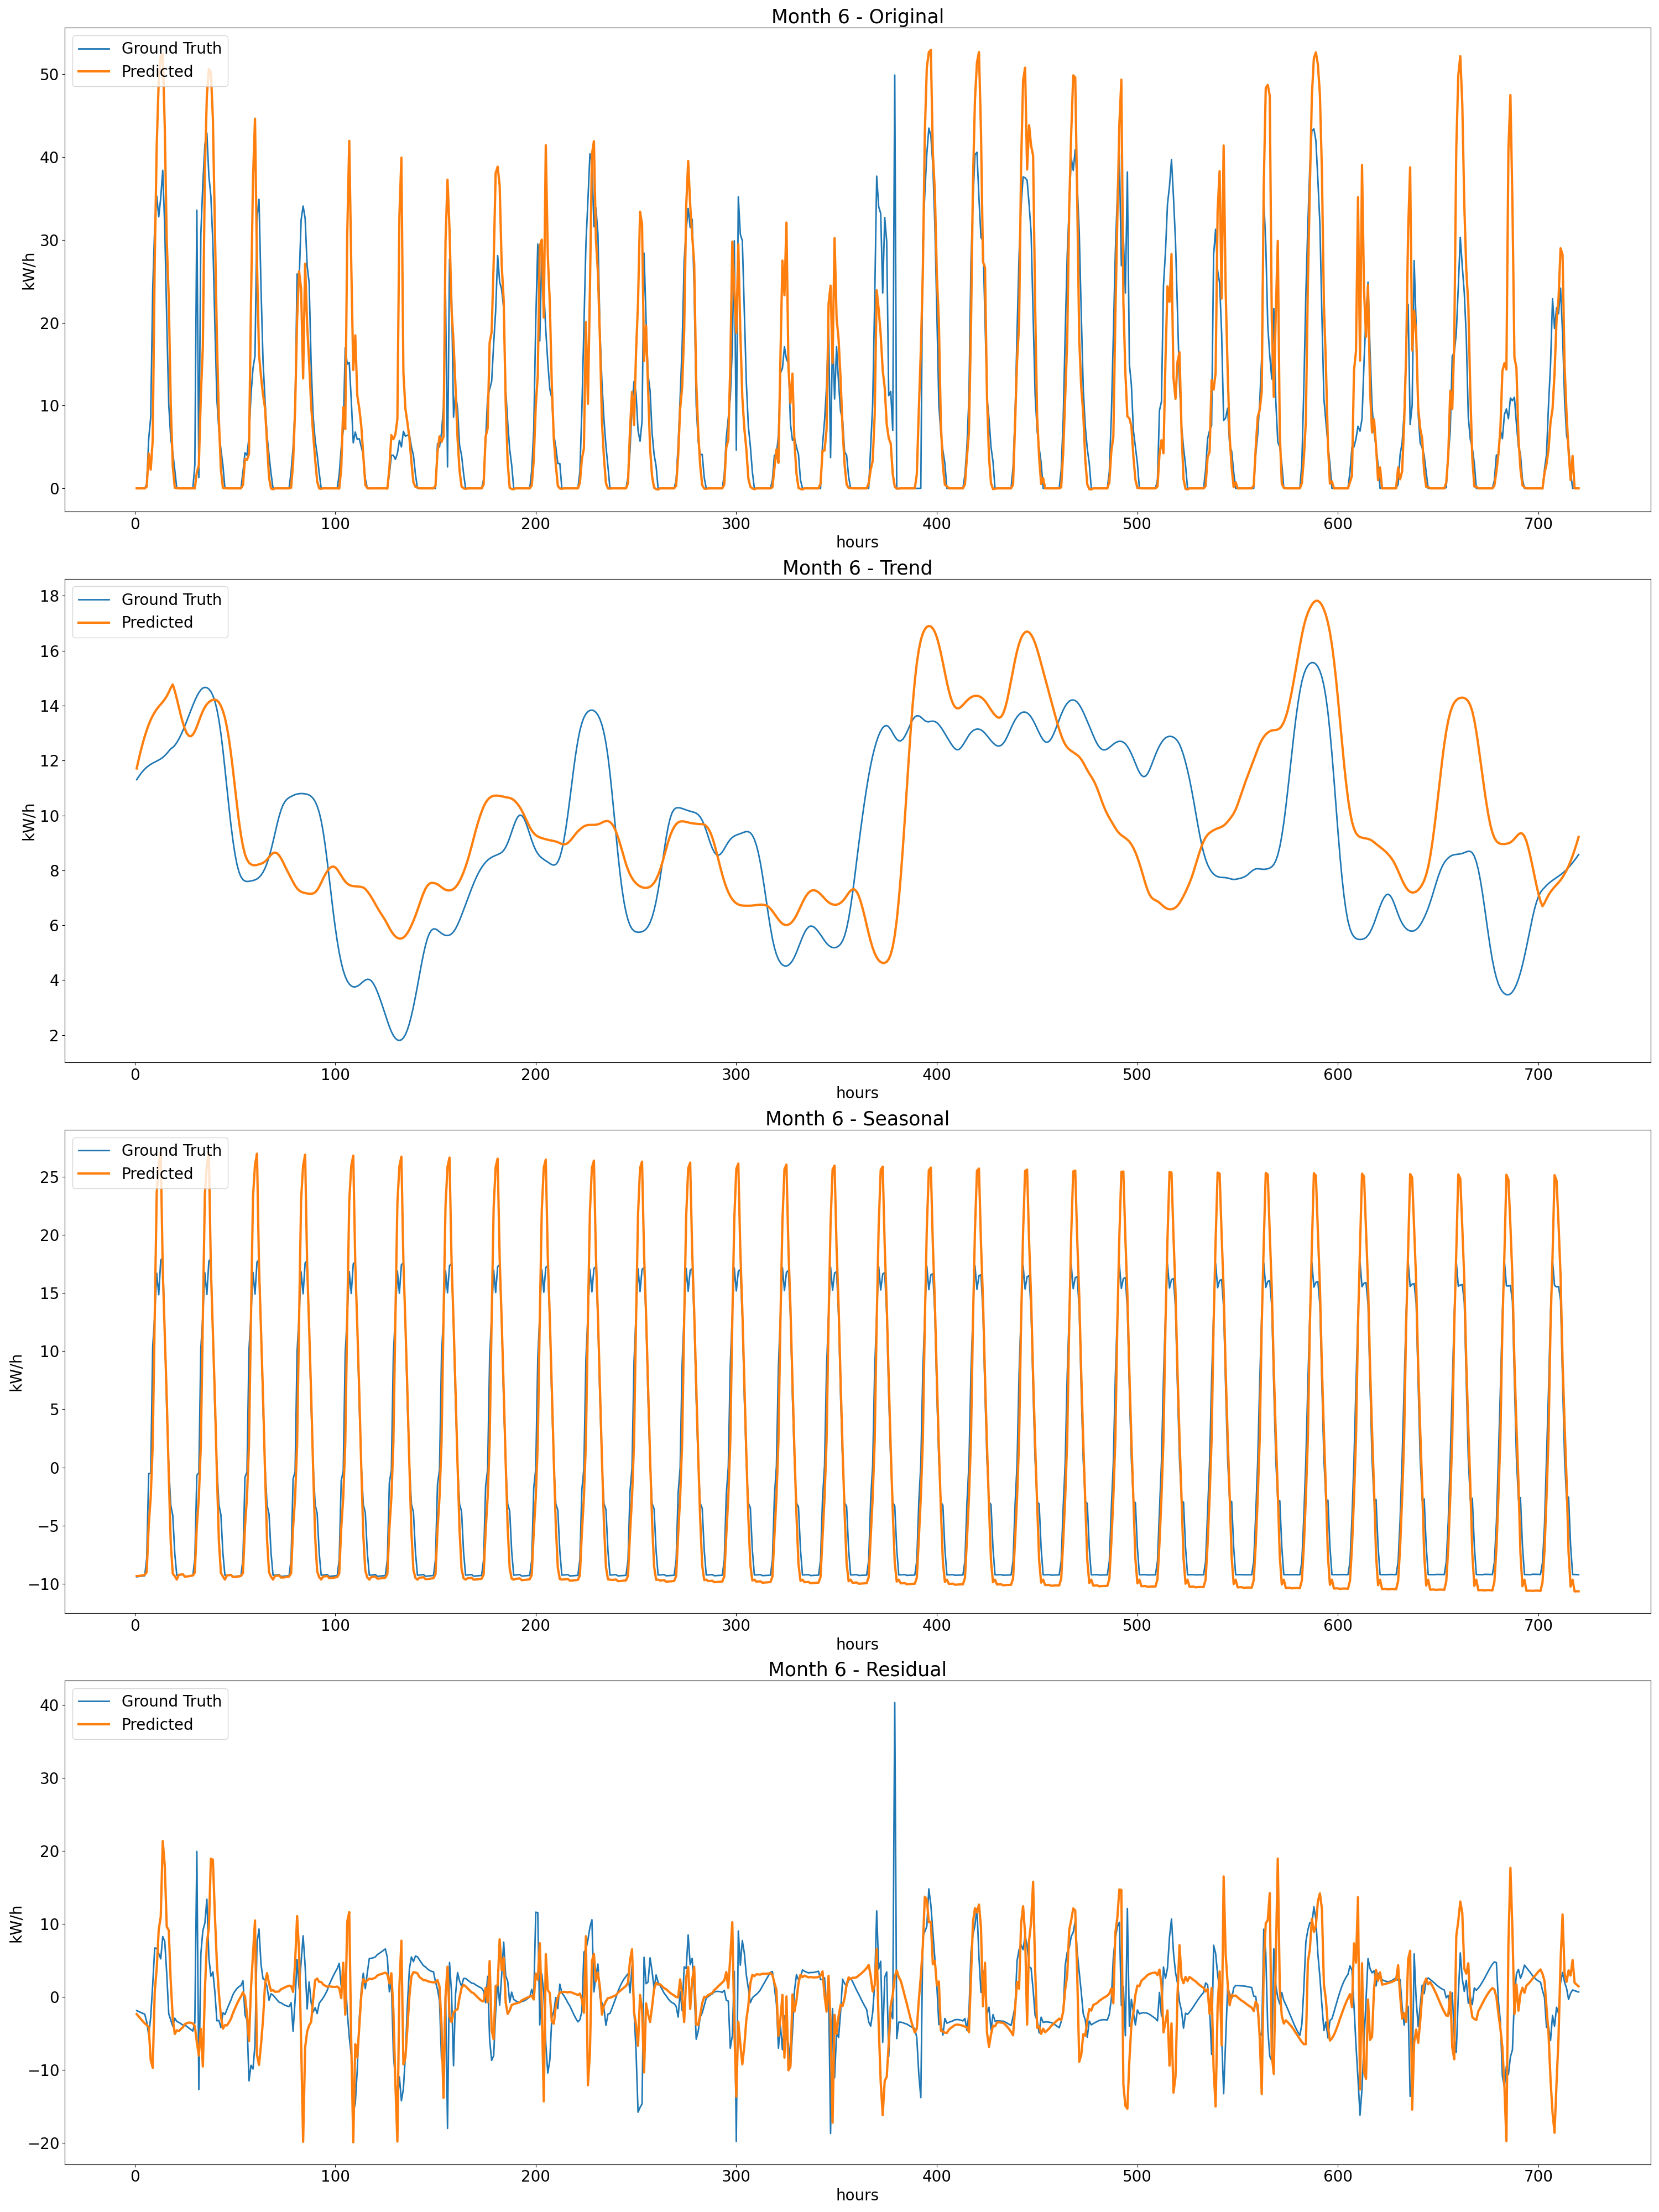 Month 6 - Original
Ground Truth
Predicted
50
40
30
20
10
0
kW/h
0 100 200 300 400 500 600 700
hours
Month 6 - Trend
Ground Truth
Predicted
18
16
14
12
10
8
6
4
2
kW/h
0 100 200 300 400 500 600 700
hours
Month 6 - Seasonal
Ground Truth
Predicted
25
20
15
10
5
0
−5
−10
kW/h
0 100 200 300 400 500 600 700
hours
Month 6 - Residual
Ground Truth
Predicted
40
30
20
10
0
−10
−20
kW/h
0 100 200 300 400 500 600 700
hours